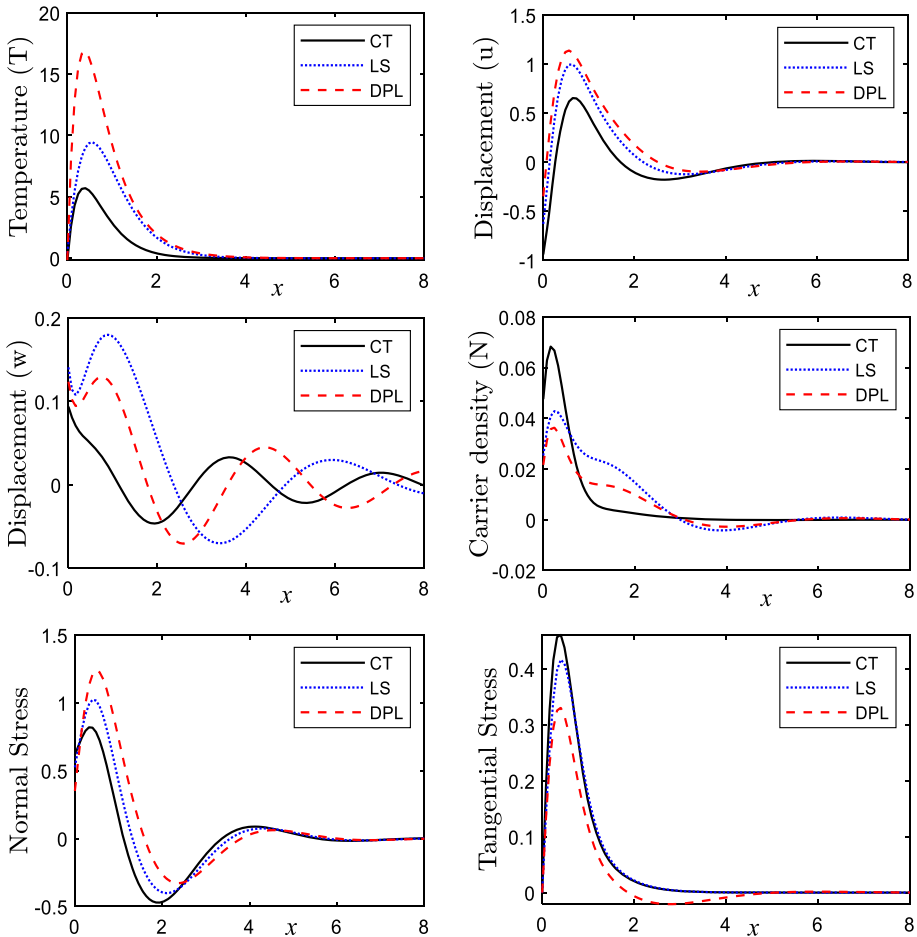 Temperature (T)
20
15
10
5
0
0
2
4
6
8
x
CT
LS
DPL
Displacement (u)
1.5
1
0.5
0
-0.5
-1
0
2
4
6
8
x
CT
LS
DPL
Displacement (w)
0.2
0.1
0
-0.1
0
2
4
6
8
x
CT
LS
DPL
Carrier density (N)
0.08
0.06
0.04
0.02
0
-0.02
0
2
4
6
8
x
CT
LS
DPL
Normal Stress
1.5
1
0.5
0
-0.5
0
2
4
6
8
x
CT
LS
DPL
Tangential Stress
0.4
0.3
0.2
0.1
0
0
2
4
6
8
x
CT
LS
DPL